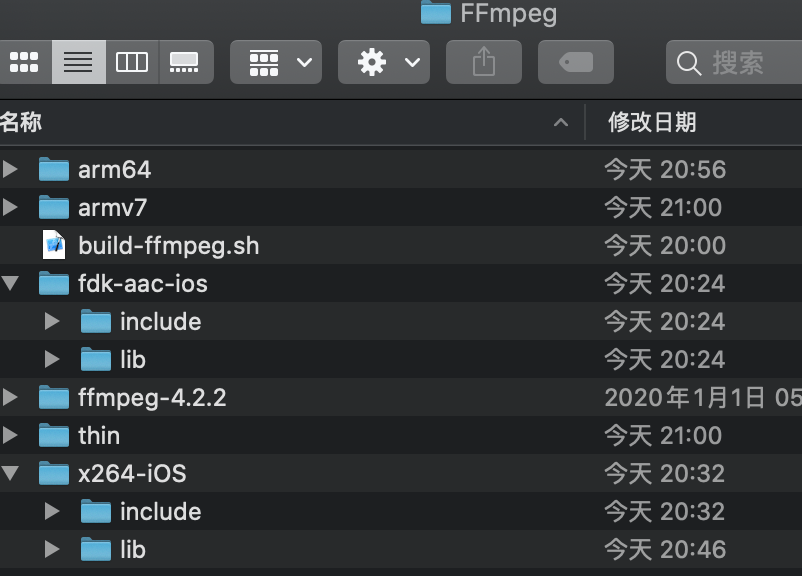 FFmpeg
搜索
名称 修改日期
arm64 今天 20:56
armv7 今天 21:00
build-ffmpeg.sh 今天 20:00
fdk-aac-ios 今天 20:24
include 今天 20:24
lib 今天 20:24
ffmpeg-4.2.2 2020年1月1日 05
thin 今天 21:00
x264-iOS 今天 20:32
include 今天 20:32
lib 今天 20:46